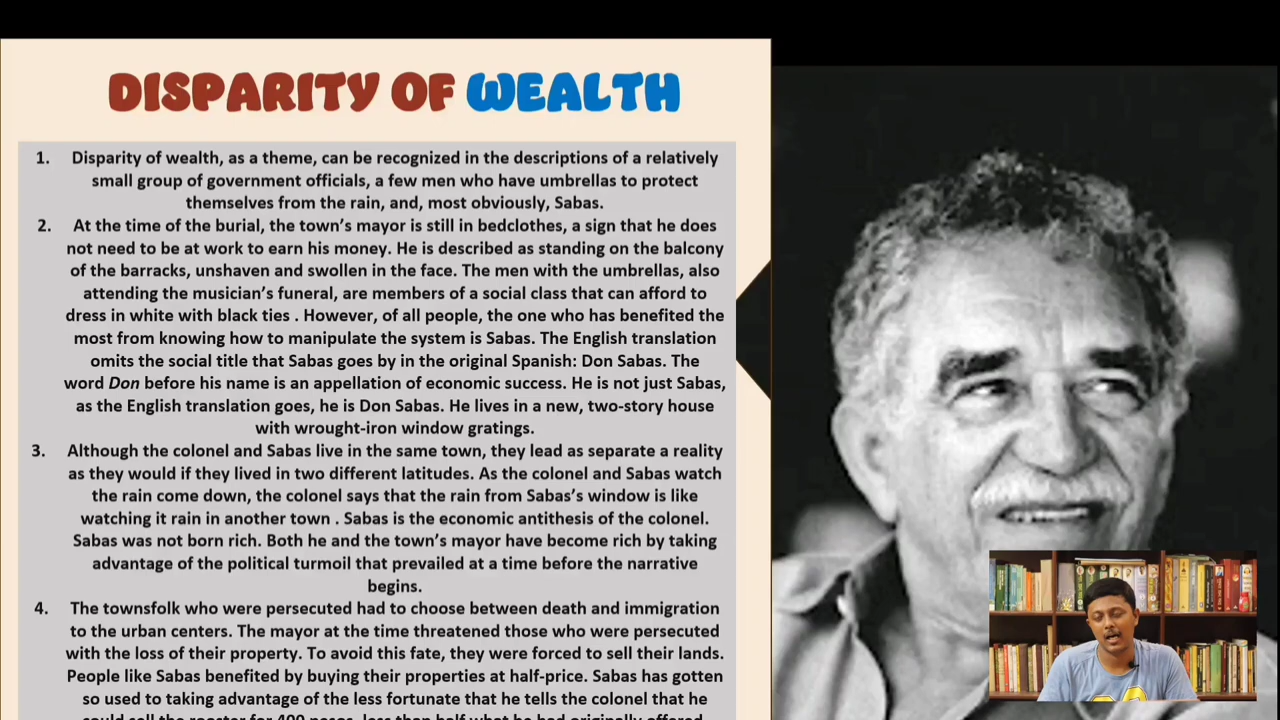 DISPARITY OF WEALTH
1. Disparity of wealth, as a theme, can be recognized in the descriptions of a relatively
small group of government officials, a few men who have umbrellas to protect
themselves from the rain, and, most obviously, Sabas.
2. At the time of the burial, the town's mayor is still in bedclothes, a sign that he does
not need to be at work to earn his money. He is described as standing on the balcony
of the barracks, unshaven and swollen in the face. The men with the umbrellas, also
attending the musician's funeral, are members of a social class that can afford to
dress in white with black ties . However, of all people, the one who has benefited the
most from knowing how to manipulate the system is Sabas. The English translation
omits the social title that Sabas goes by in the original Spanish: Don Sabas. The
word Don before his name is an appellation of economic success. He is not just Sabas,
as the English translation goes, he is Don Sabas. He lives in a new, two-story house
with wrought-iron window gratings.
3. Although the colonel and Sabas live in the same town, they lead as separate a reality
as they would if they lived in two different latitudes. As the colonel and Sabas watch
the rain come down, the colonel says that the rain from Sabas's window is like
watching it rain in another town . Sabas is the economic antithesis of the colonel.
Sabas was not born rich. Both he and the town's mayor have become rich by taking
advantage of the political turmoil that prevailed at a time before the narrative
begins.
4. The townsfolk who were persecuted had to choose between death and immigration
to the urban centers. The mayor at the time threatened those who were persecuted
with the loss of their property. To avoid this fate, they were forced to sell their lands.
People like Sabas benefited by buying their properties at half-price. Sabas has gotten
so used to taking advantage of the less fortunate that he tells the colonel that he
could sell the rooster for 400 pesos, less than half what he had originally offered